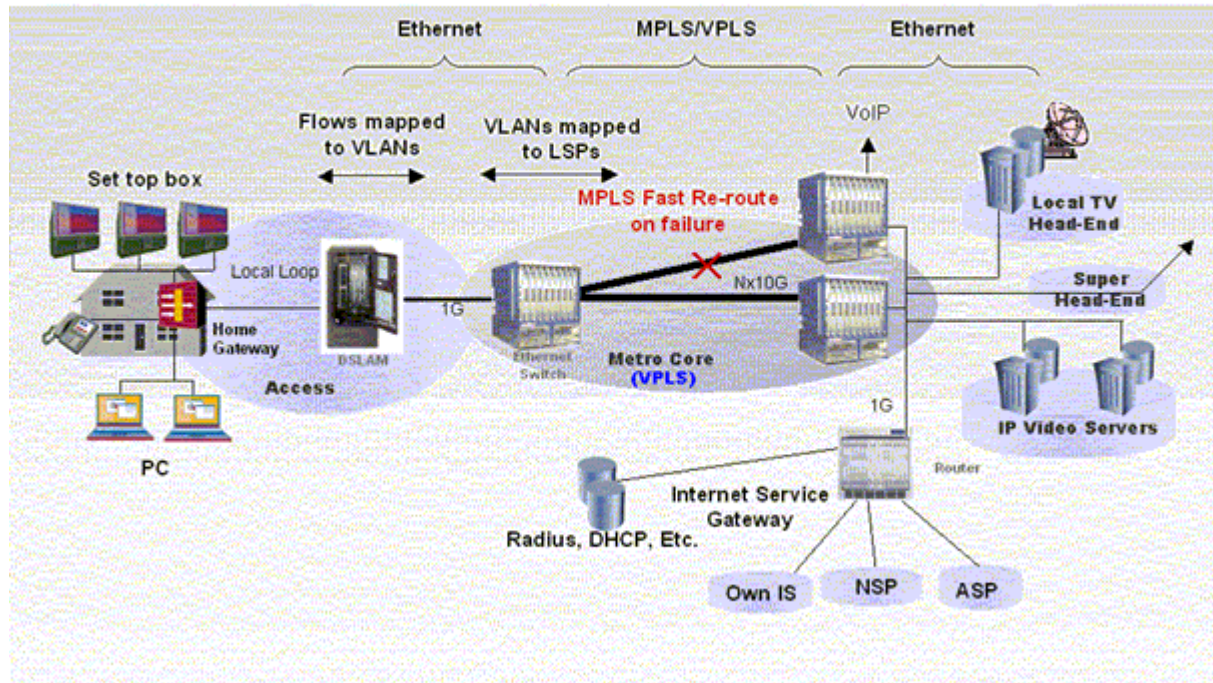 Ethernet
MPLS/VPLS
Ethernet
Flows mapped
to VLANs
VLANs mapped
to LSPs
VoIP
Set top box
MPLS Fast Re-route
on failure
Local TV
Head-End
Local Loop
Super
Head-End
Nx10G
1G
Home
Gateway
DSLAM
Ethernet
Switch
Metro Core
(VPLS)
Access
1G
IP Video Servers
PC
Router
Internet Service
Gateway
Radius, DHCP, Etc.
Own IS
NSP
ASP